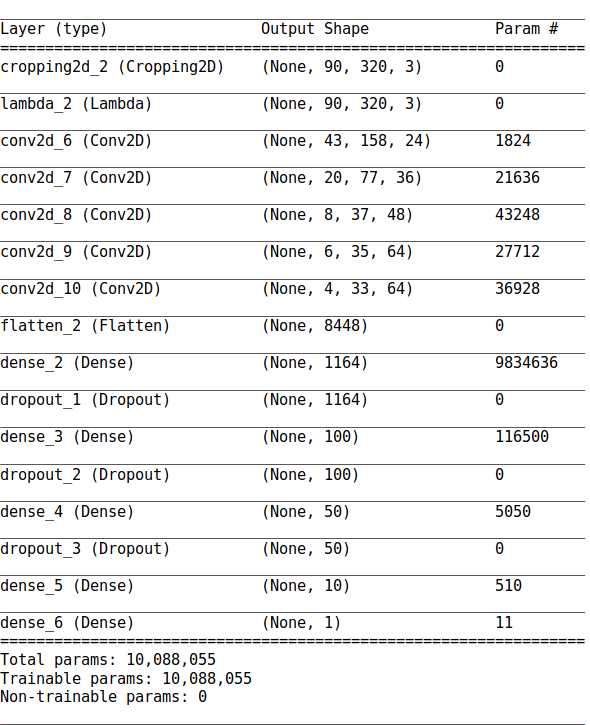 Layer (type)                 Output Shape              Param #
=================================================================
cropping2d_2 (Cropping2D)    (None, 90, 320, 3)        0
lambda_2 (Lambda)            (None, 90, 320, 3)        0
conv2d_6 (Conv2D)            (None, 43, 158, 24)       1824
conv2d_7 (Conv2D)            (None, 20, 77, 36)        21636
conv2d_8 (Conv2D)            (None, 8, 37, 48)         43248
conv2d_9 (Conv2D)            (None, 6, 35, 64)         27712
conv2d_10 (Conv2D)           (None, 4, 33, 64)         36928
flatten_2 (Flatten)          (None, 8448)              0
dense_2 (Dense)              (None, 1164)              9834636
dropout_1 (Dropout)          (None, 1164)              0
dense_3 (Dense)              (None, 100)               116500
dropout_2 (Dropout)          (None, 100)               0
dense_4 (Dense)              (None, 50)                5050
dropout_3 (Dropout)          (None, 50)                0
dense_5 (Dense)              (None, 10)                510
dense_6 (Dense)              (None, 1)                 11
=================================================================
Total params: 10,088,055
Trainable params: 10,088,055
Non-trainable params: 0